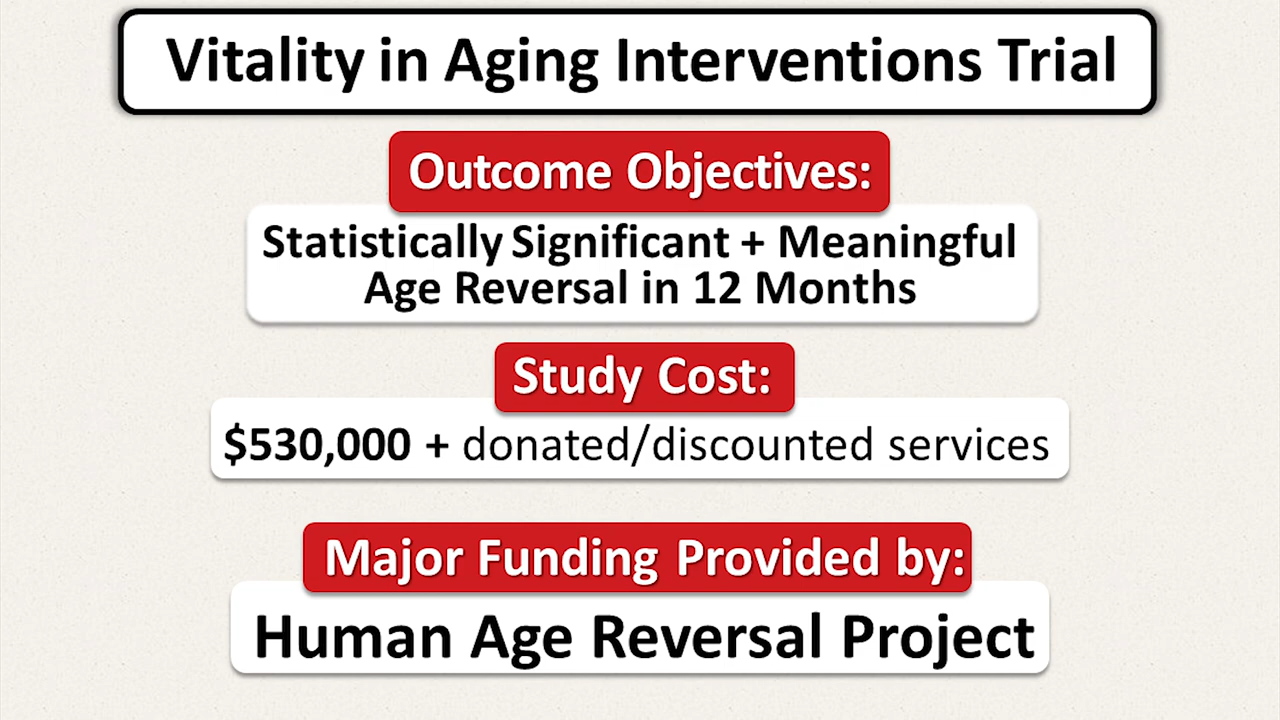 Vitality in Aging Interventions Trial
Outcome Objectives:
Statistically Significant + Meaningful
Age Reversal in 12 Months
Study Cost:
$530,000 + donated/discounted services
Major Funding Provided by:
Human Age Reversal Project